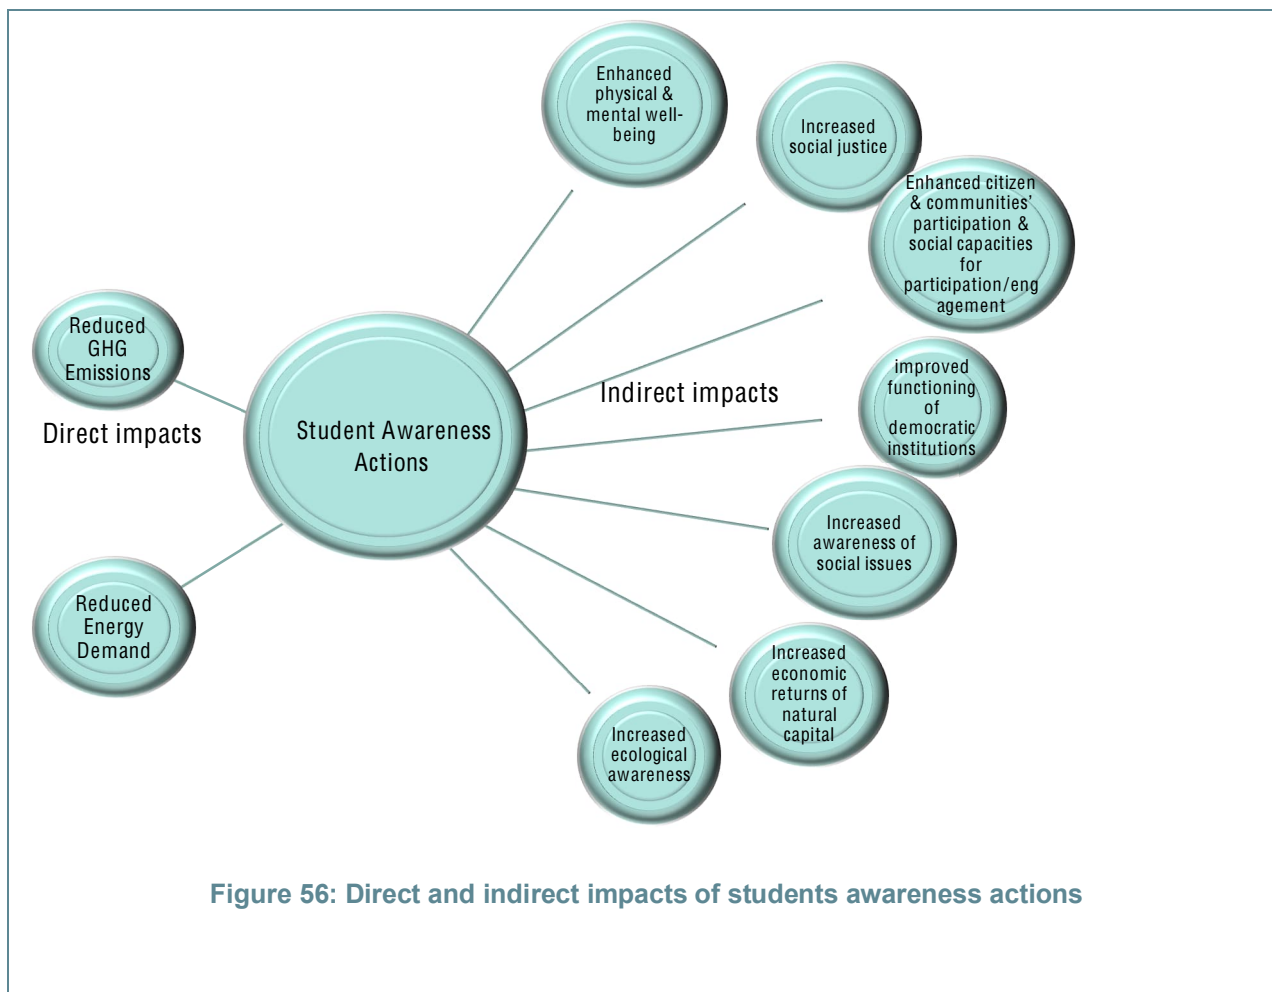 Enhanced
physical &
mental well-
being
Increased
social justice
Enhanced citizen
& communities’
participation &
social capacities
for
participation/eng
agement
Reduced
GHG
Emissions
Direct impacts
Student Awareness
Actions
Indirect impacts
improved
functioning
of
democratic
institutions
Increased
awareness of
social issues
Reduced
Energy
Demand
Increased
economic
returns of
natural
capital
Increased
ecological
awareness
Figure 56: Direct and indirect impacts of students awareness actions